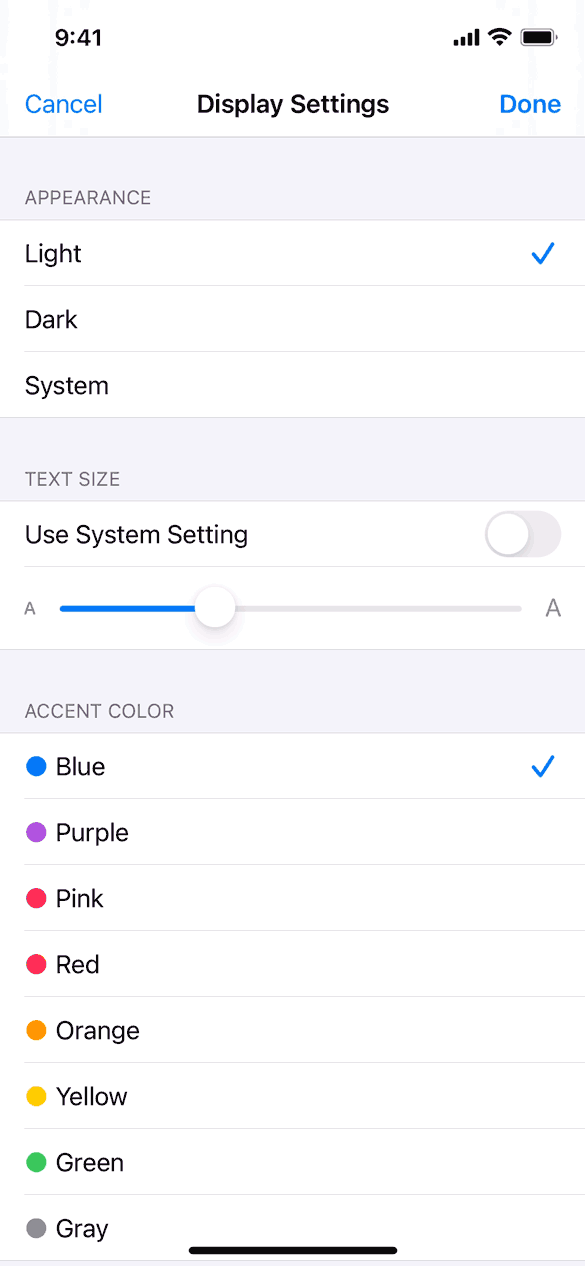 9:41
Cancel Display Settings Done
APPEARANCE
Light
Dark
System
TEXT SIZE
Use System Setting
A A
ACCENT COLOR
Blue
Purple
Pink
Red
Orange
Yellow
Green
Gray